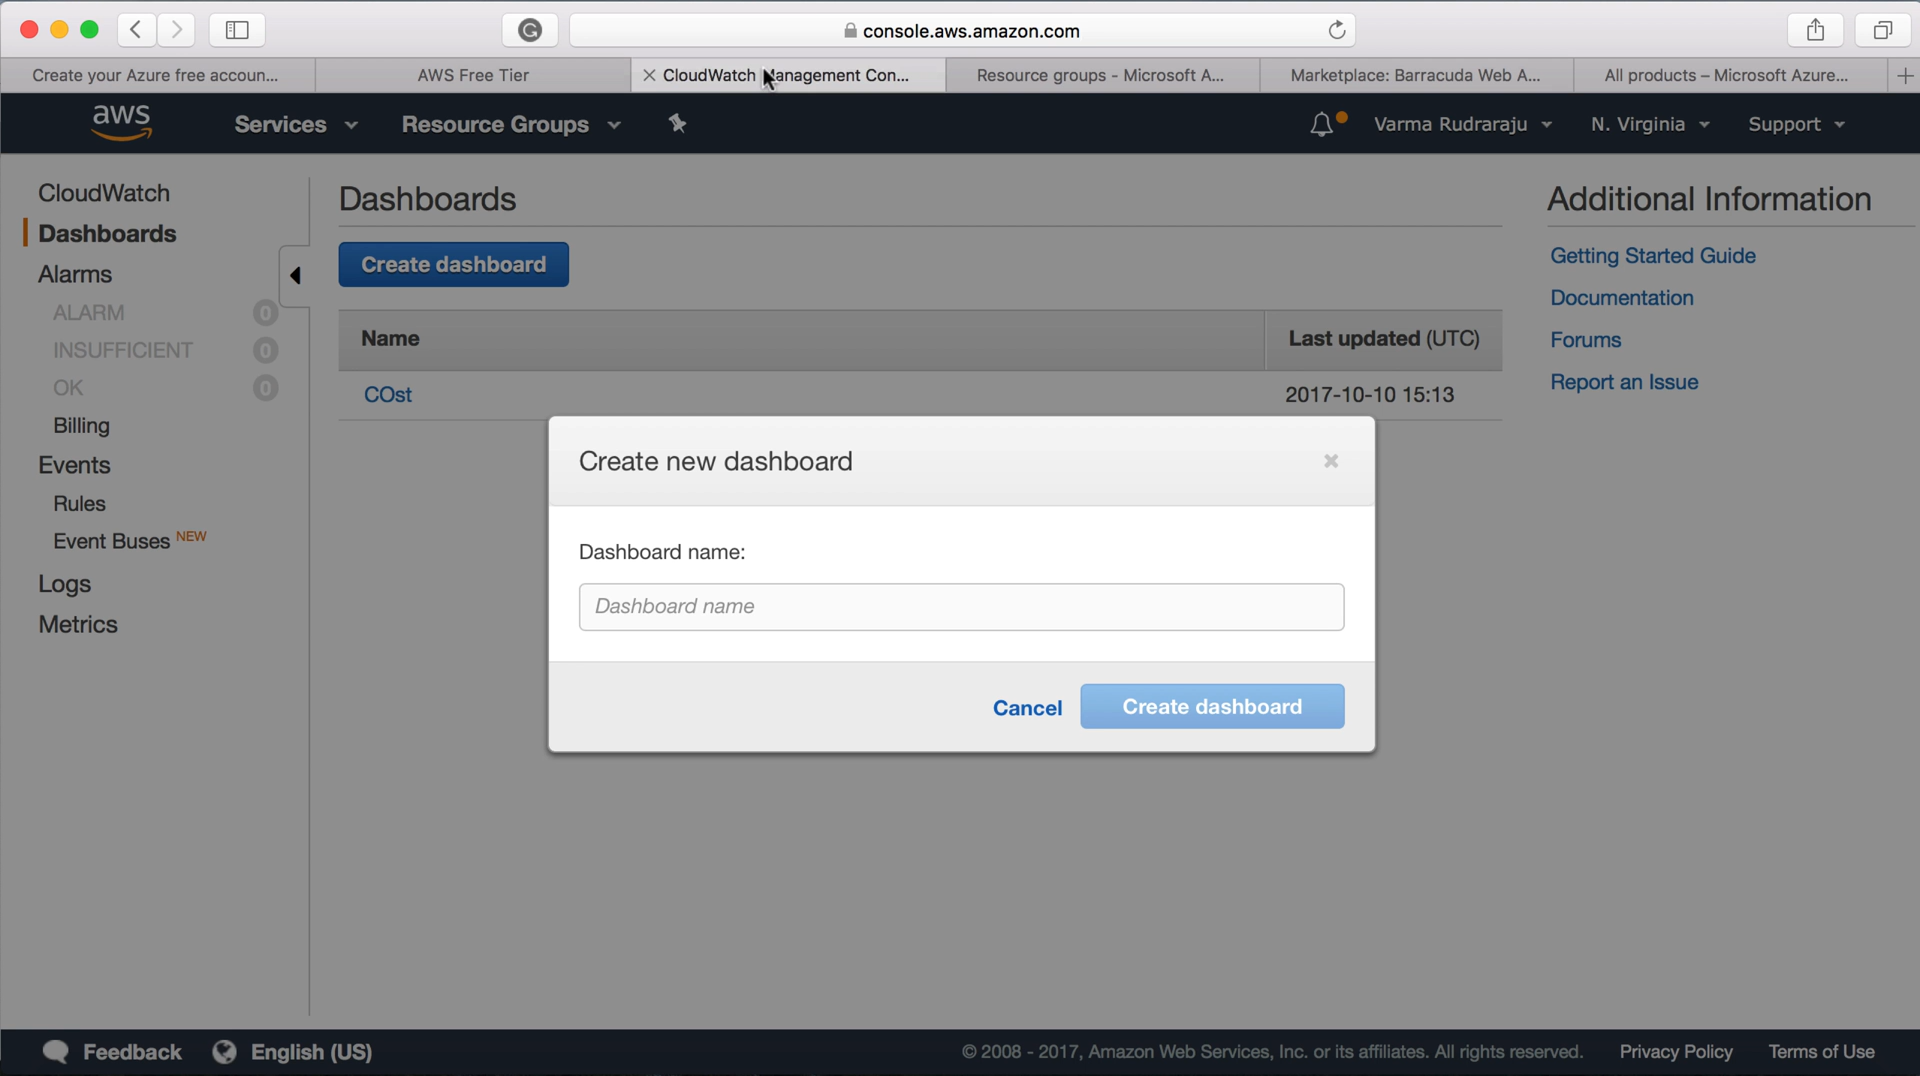 console.aws.amazon.com
Create your Azure free accoun...
AWS Free Tier
CloudWatch Management Con...
Resource groups - Microsoft A...
Marketplace: Barracuda Web A...
All products – Microsoft Azure...
aws
Services
Resource Groups
Varma Rudraraju
N. Virginia
Support
CloudWatch
Dashboards
Alarms
ALARM 0
INSUFFICIENT 0
OK 0
Billing
Events
Rules
Event Buses NEW
Logs
Metrics
Dashboards
Create dashboard
Name
Last updated (UTC)
COst
2017-10-10 15:13
Additional Information
Getting Started Guide
Documentation
Forums
Report an Issue
Create new dashboard
Dashboard name:
Dashboard name
Cancel
Create dashboard
Feedback
English (US)
© 2008 - 2017, Amazon Web Services, Inc. or its affiliates. All rights reserved.
Privacy Policy
Terms of Use